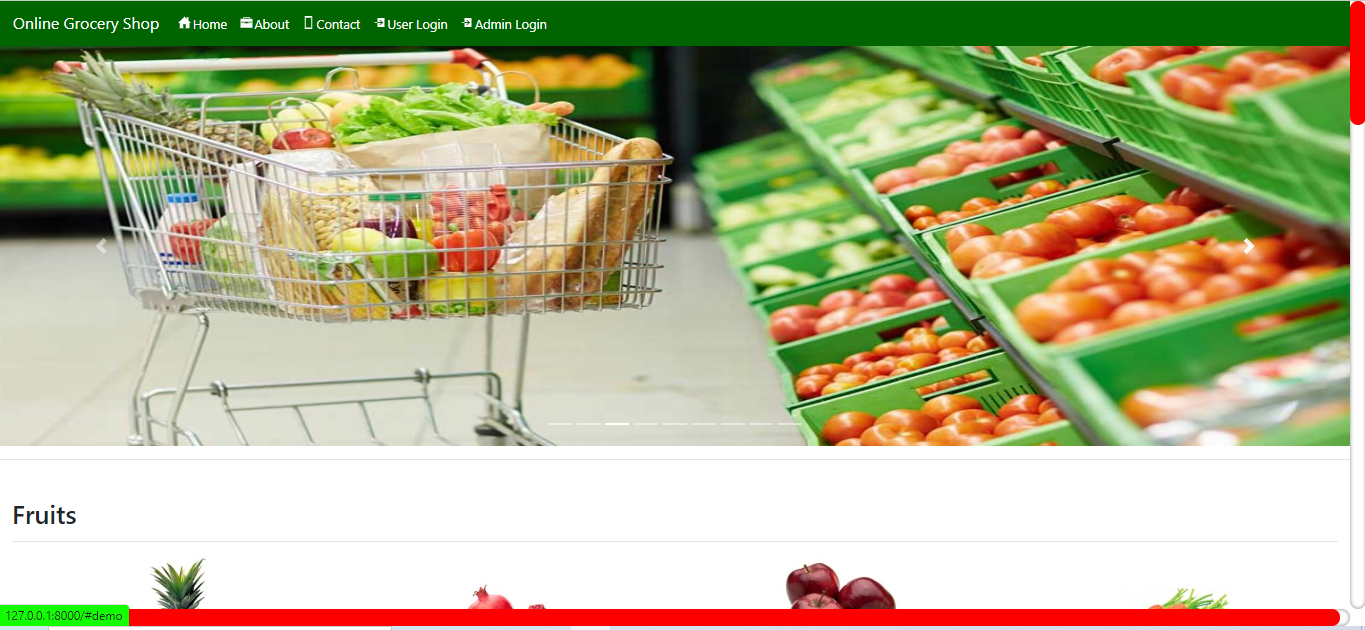 Online Grocery Shop Home About Contact User Login Admin Login
Fruits
127.0.0.1:8000/#demo